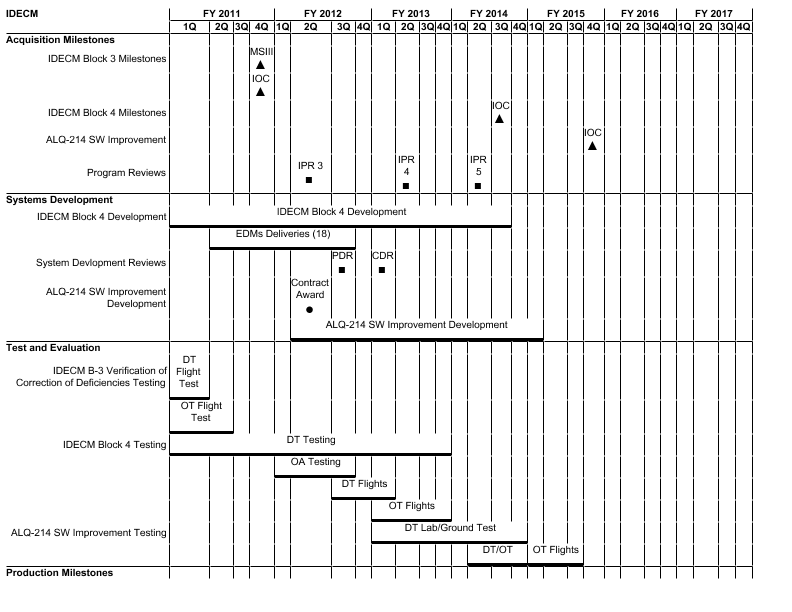 IDECM FY 2011 FY 2012 FY 2013 FY 2014 FY 2015 FY 2016 FY 2017
1Q 2Q 3Q 4Q 1Q 2Q 3Q 4Q 1Q 2Q 3Q 4Q 1Q 2Q 3Q 4Q 1Q 2Q 3Q 4Q 1Q 2Q 3Q 4Q 1Q 2Q 3Q 4Q
Acquisition Milestones
IDECM Block 3 Milestones
MSIII
IOC
IDECM Block 4 Milestones
IOC
ALQ-214 SW Improvement
IOC
Program Reviews
IPR 3
IPR
4
IPR
5
Systems Development
IDECM Block 4 Development
IDECM Block 4 Development
EDMs Deliveries (18)
System Devlopment Reviews
PDR
CDR
ALQ-214 SW Improvement
Development
Contract
Award
ALQ-214 SW Improvement Development
Test and Evaluation
IDECM B-3 Verification of
Correction of Deficiencies Testing
DT
Flight
Test
OT Flight
Test
IDECM Block 4 Testing
DT Testing
OA Testing
DT Flights
OT Flights
ALQ-214 SW Improvement Testing
DT Lab/Ground Test
DT/OT
OT Flights
Production Milestones